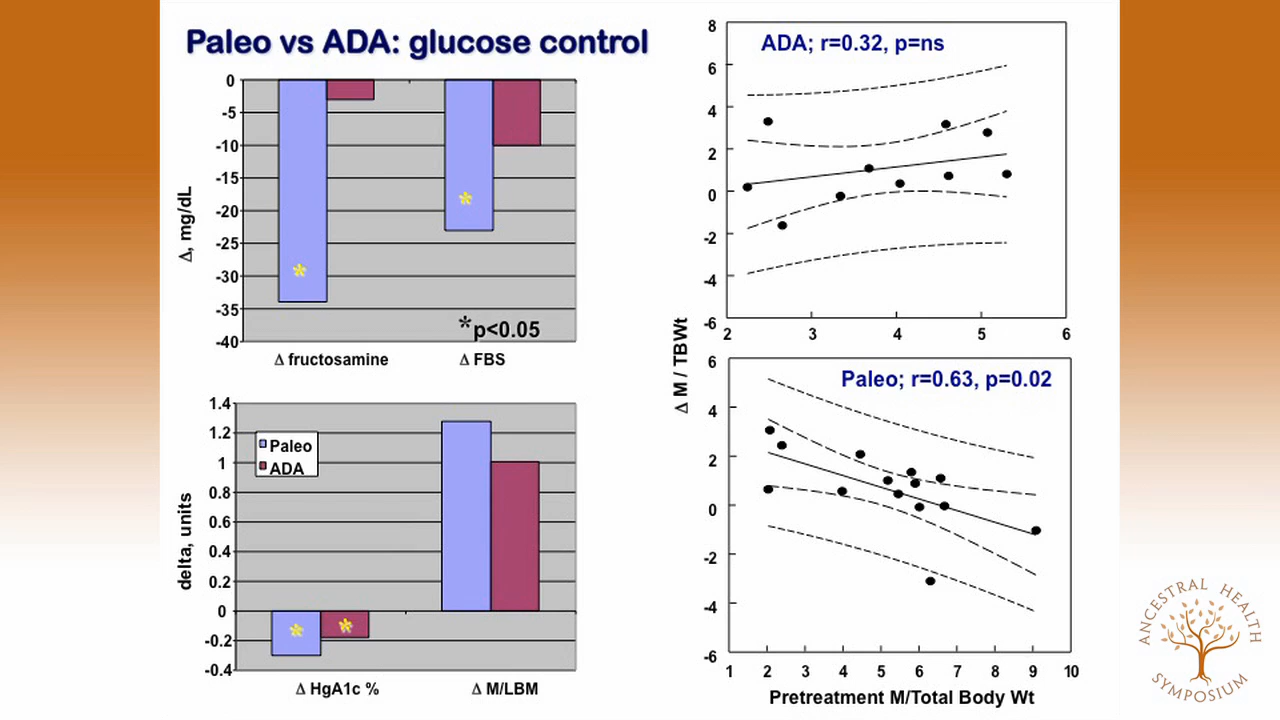 Paleo vs ADA: glucose control
0
-5
-10
-15
-20
-25
-30
-35
-40
Δ, mg/dL
*
*
*p<0.05
Δ fructosamine
Δ FBS
1.4
1.2
1
0.8
0.6
0.4
0.2
0
-0.2
-0.4
delta, units
Paleo
ADA
*
*
Δ HgA1c %
Δ M/LBM
ADA; r=0.32, p=ns
8
6
4
2
0
-2
-4
-6
2 3 4 5 6
Δ M / TBWt
Paleo; r=0.63, p=0.02
6
4
2
0
-2
-4
-6
1 2 3 4 5 6 7 8 9 10
Pretreatment M/Total Body Wt
ANCESTRAL HEALTH
SYMPOSIUM